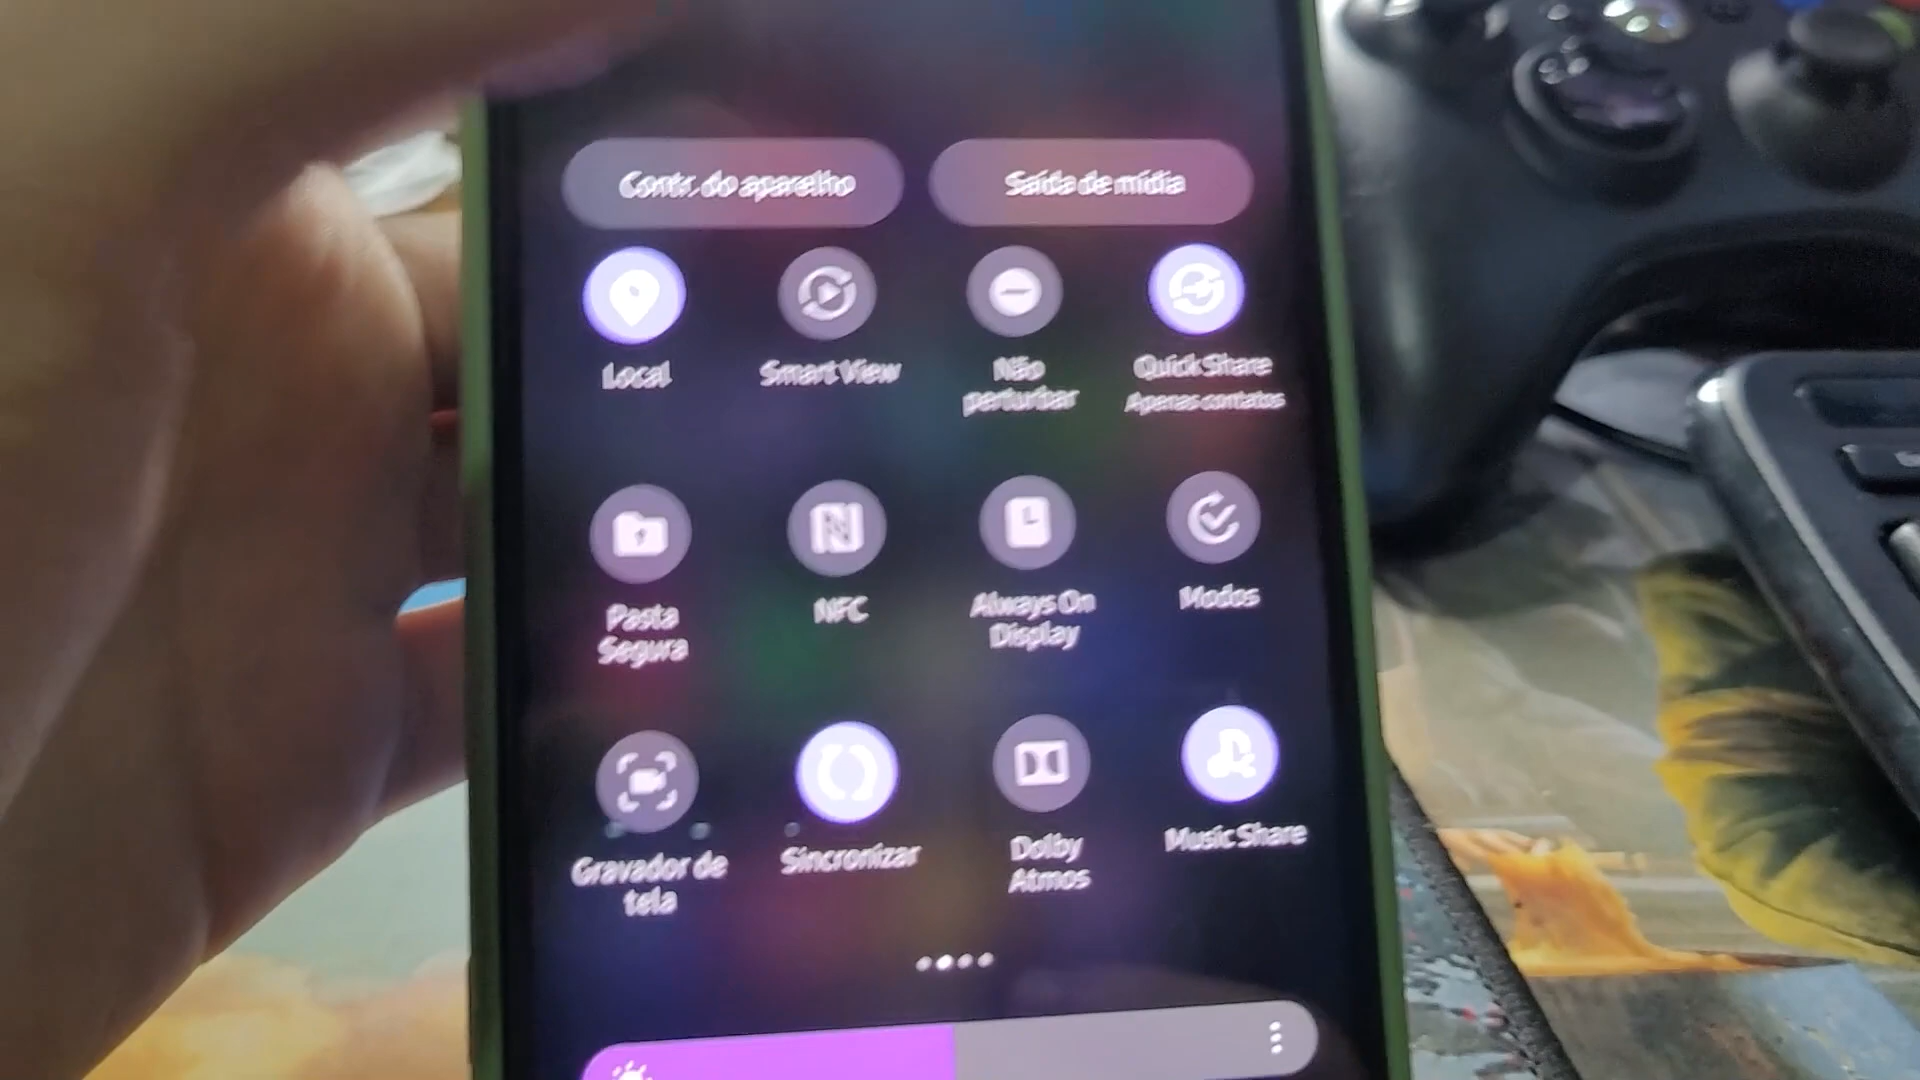 Contr. do aparelho
Saída de mídia
Local
Smart View
Não
perturbar
Quick Share
Apenas contatos
Pasta
Segura
NFC
Always On
Display
Modos
Gravador de
tela
Sincronizar
Dolby
Atmos
Music Share